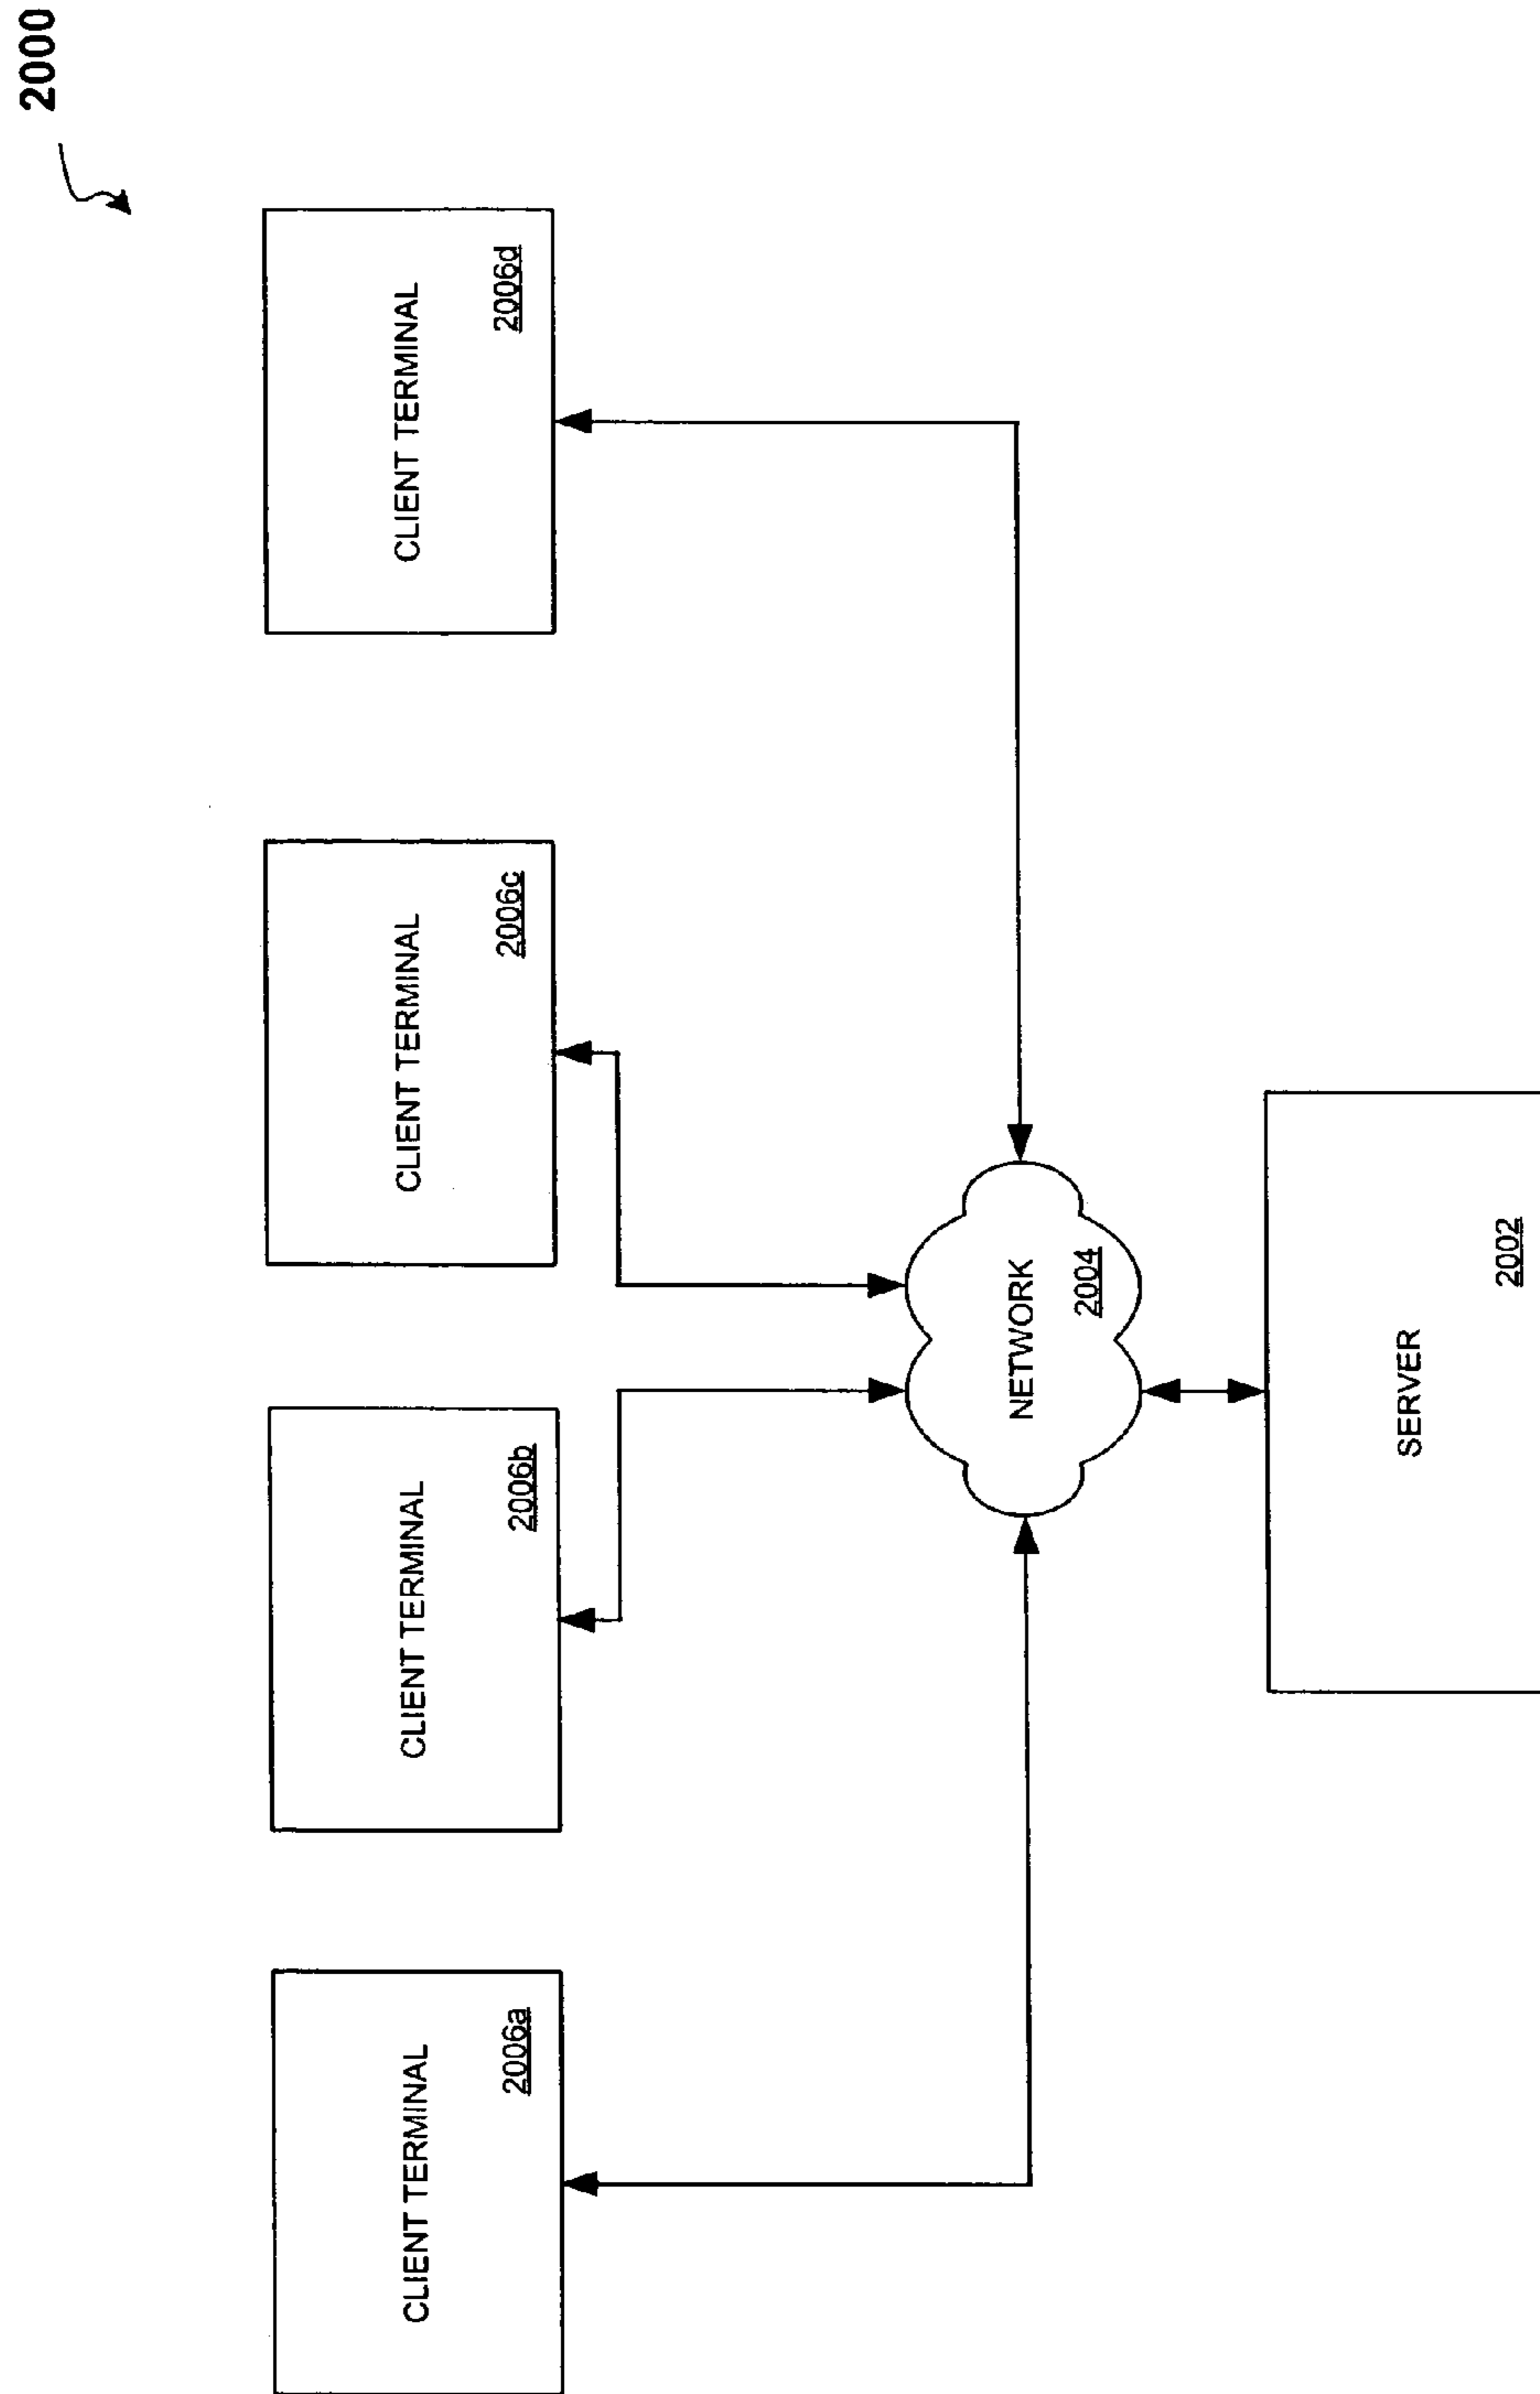 2000
CLIENT TERMINAL
2006a
CLIENT TERMINAL
2006b
CLIENT TERMINAL
2006c
CLIENT TERMINAL
2006d
NETWORK
2004
SERVER
2002